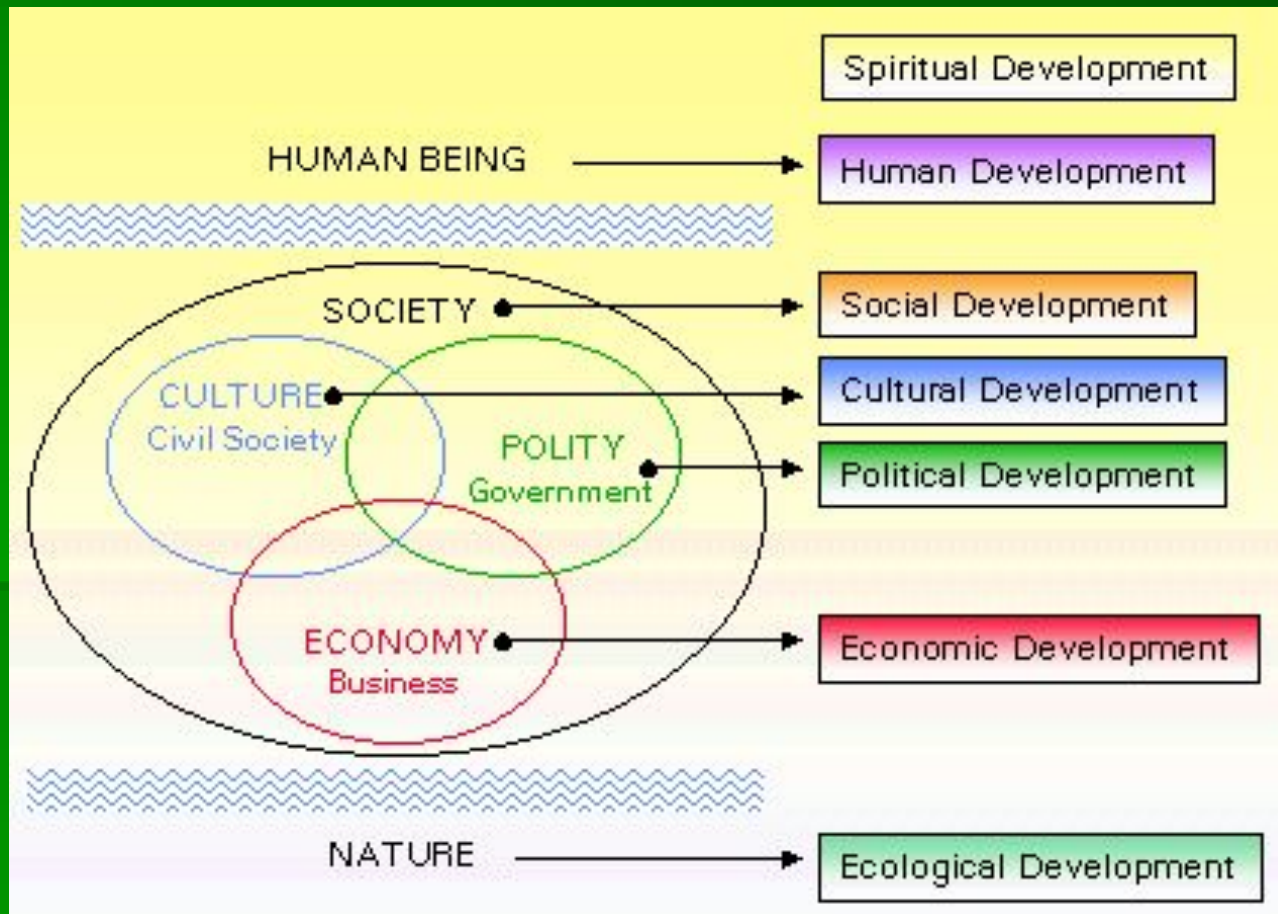 Spiritual Development
HUMAN BEING
Human Development
SOCIETY
Social Development
CULTURE
Civil Society
Cultural Development
POLITY
Government
Political Development
ECONOMY
Business
Economic Development
NATURE
Ecological Development